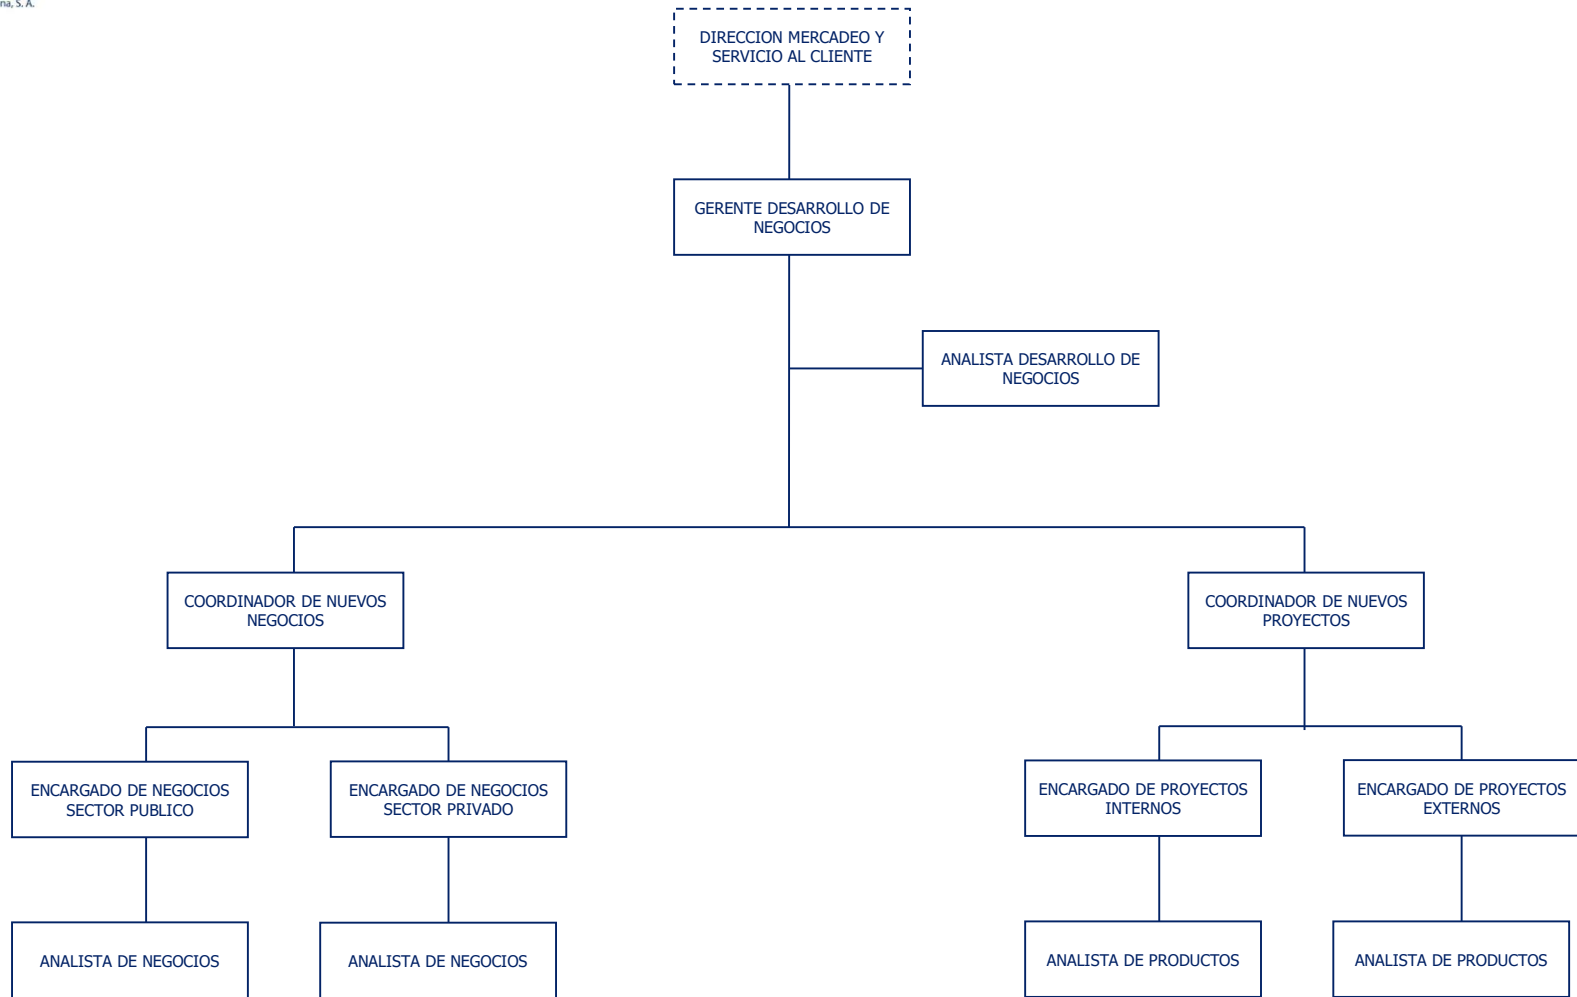 na, S. A.
DIRECCION MERCADEO Y
SERVICIO AL CLIENTE
GERENTE DESARROLLO DE
NEGOCIOS
ANALISTA DESARROLLO DE
NEGOCIOS
COORDINADOR DE NUEVOS
NEGOCIOS
COORDINADOR DE NUEVOS
PROYECTOS
ENCARGADO DE NEGOCIOS
SECTOR PUBLICO
ENCARGADO DE NEGOCIOS
SECTOR PRIVADO
ENCARGADO DE PROYECTOS
INTERNOS
ENCARGADO DE PROYECTOS
EXTERNOS
ANALISTA DE NEGOCIOS
ANALISTA DE NEGOCIOS
ANALISTA DE PRODUCTOS
ANALISTA DE PRODUCTOS